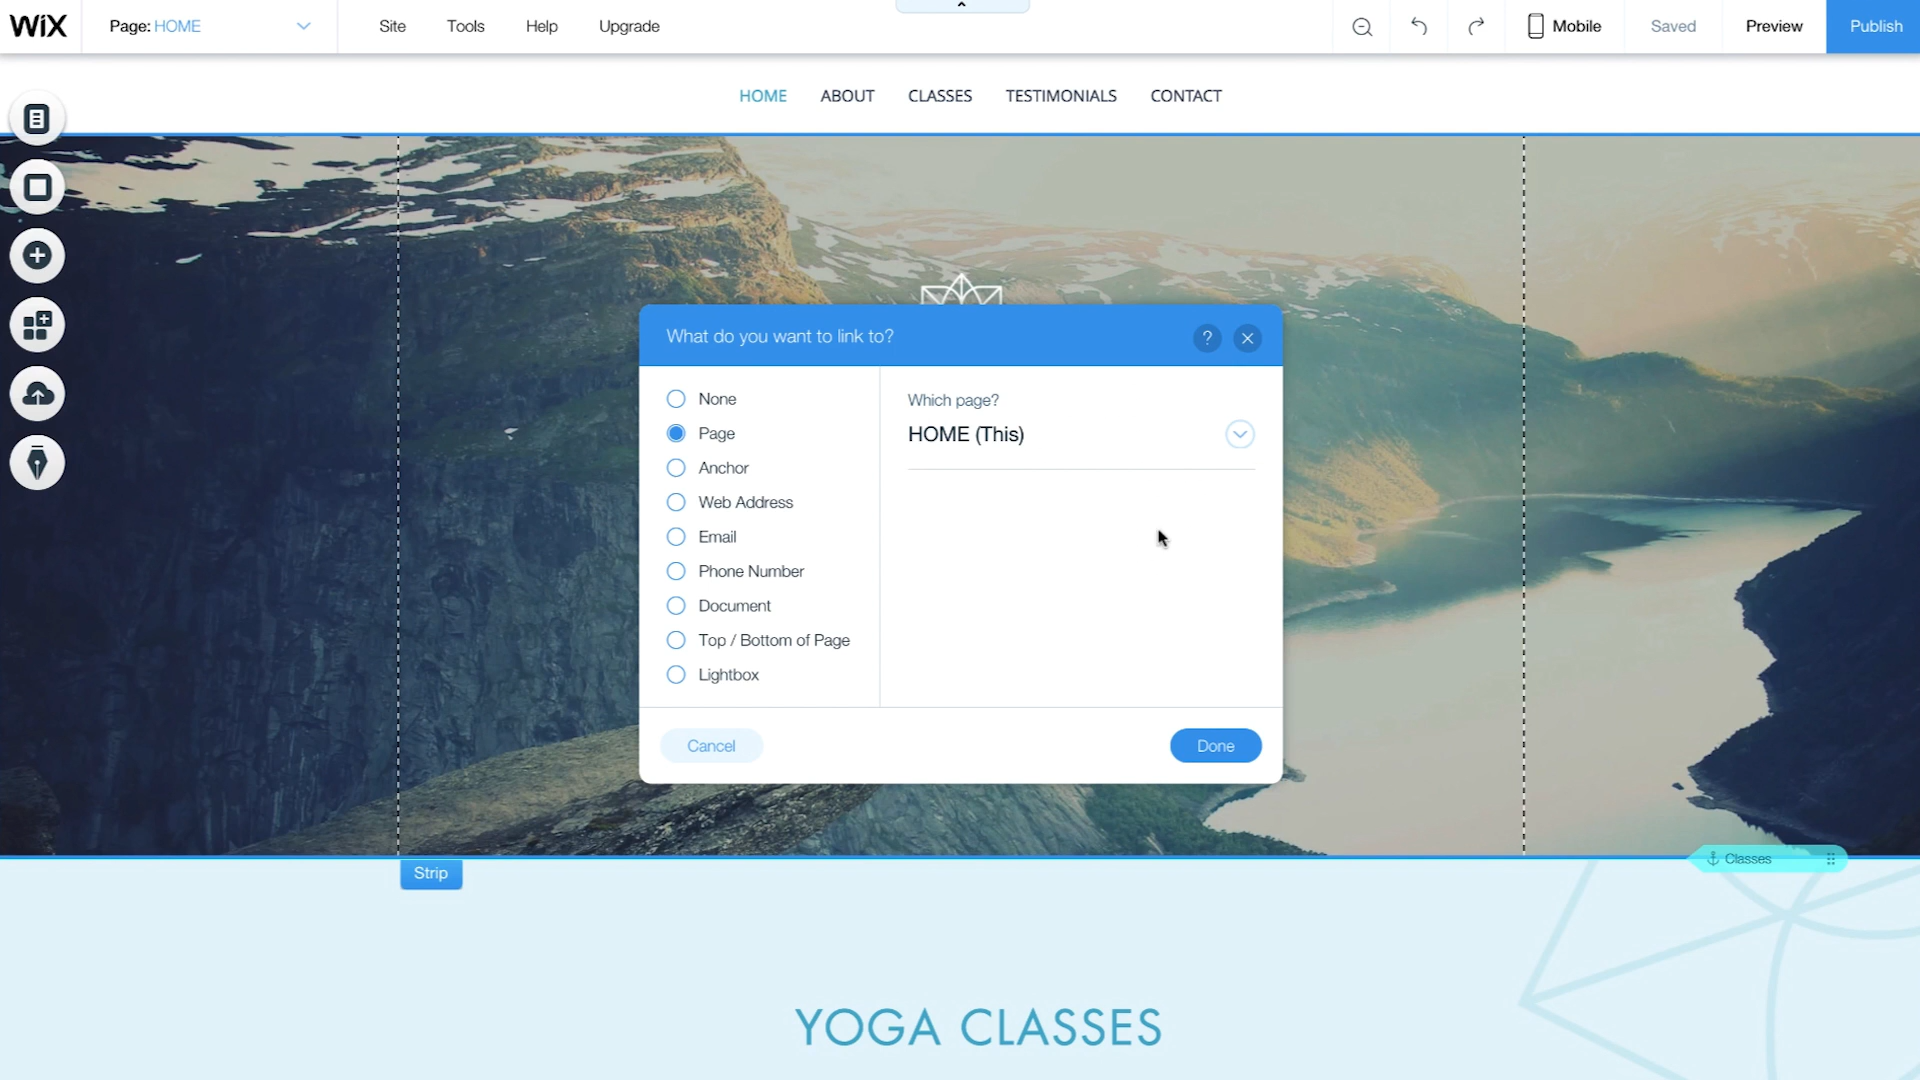 WiX
Page: HOME
Site
Tools
Help
Upgrade
Mobile
Saved
Preview
Publish
HOME
ABOUT
CLASSES
TESTIMONIALS
CONTACT
What do you want to link to?
?
None
Page
Anchor
Web Address
Email
Phone Number
Document
Top / Bottom of Page
Lightbox
Which page?
HOME (This)
Cancel
Done
Strip
Classes
YOGA CLASSES